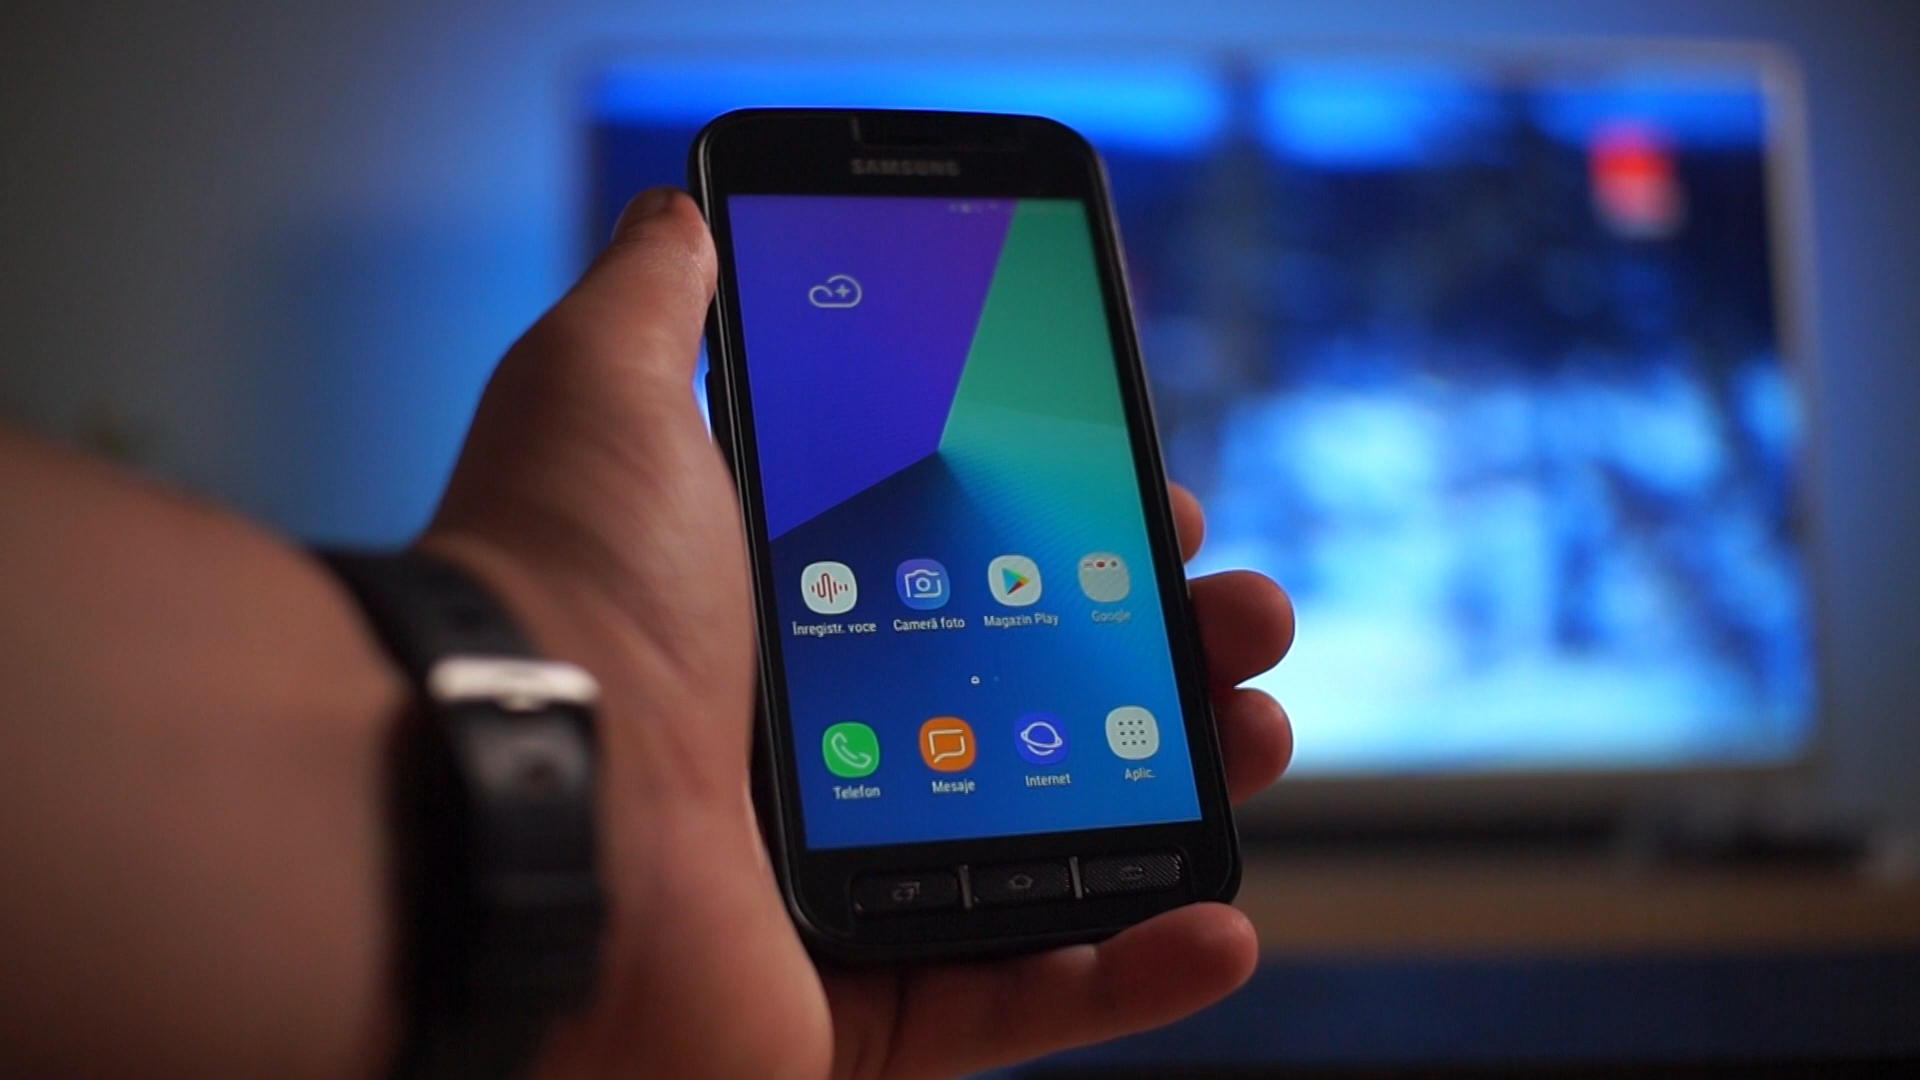 SAMSUNG
Înregistr. voce
Cameră foto
Magazin Play
Google
Telefon
Mesaje
Internet
Aplic.